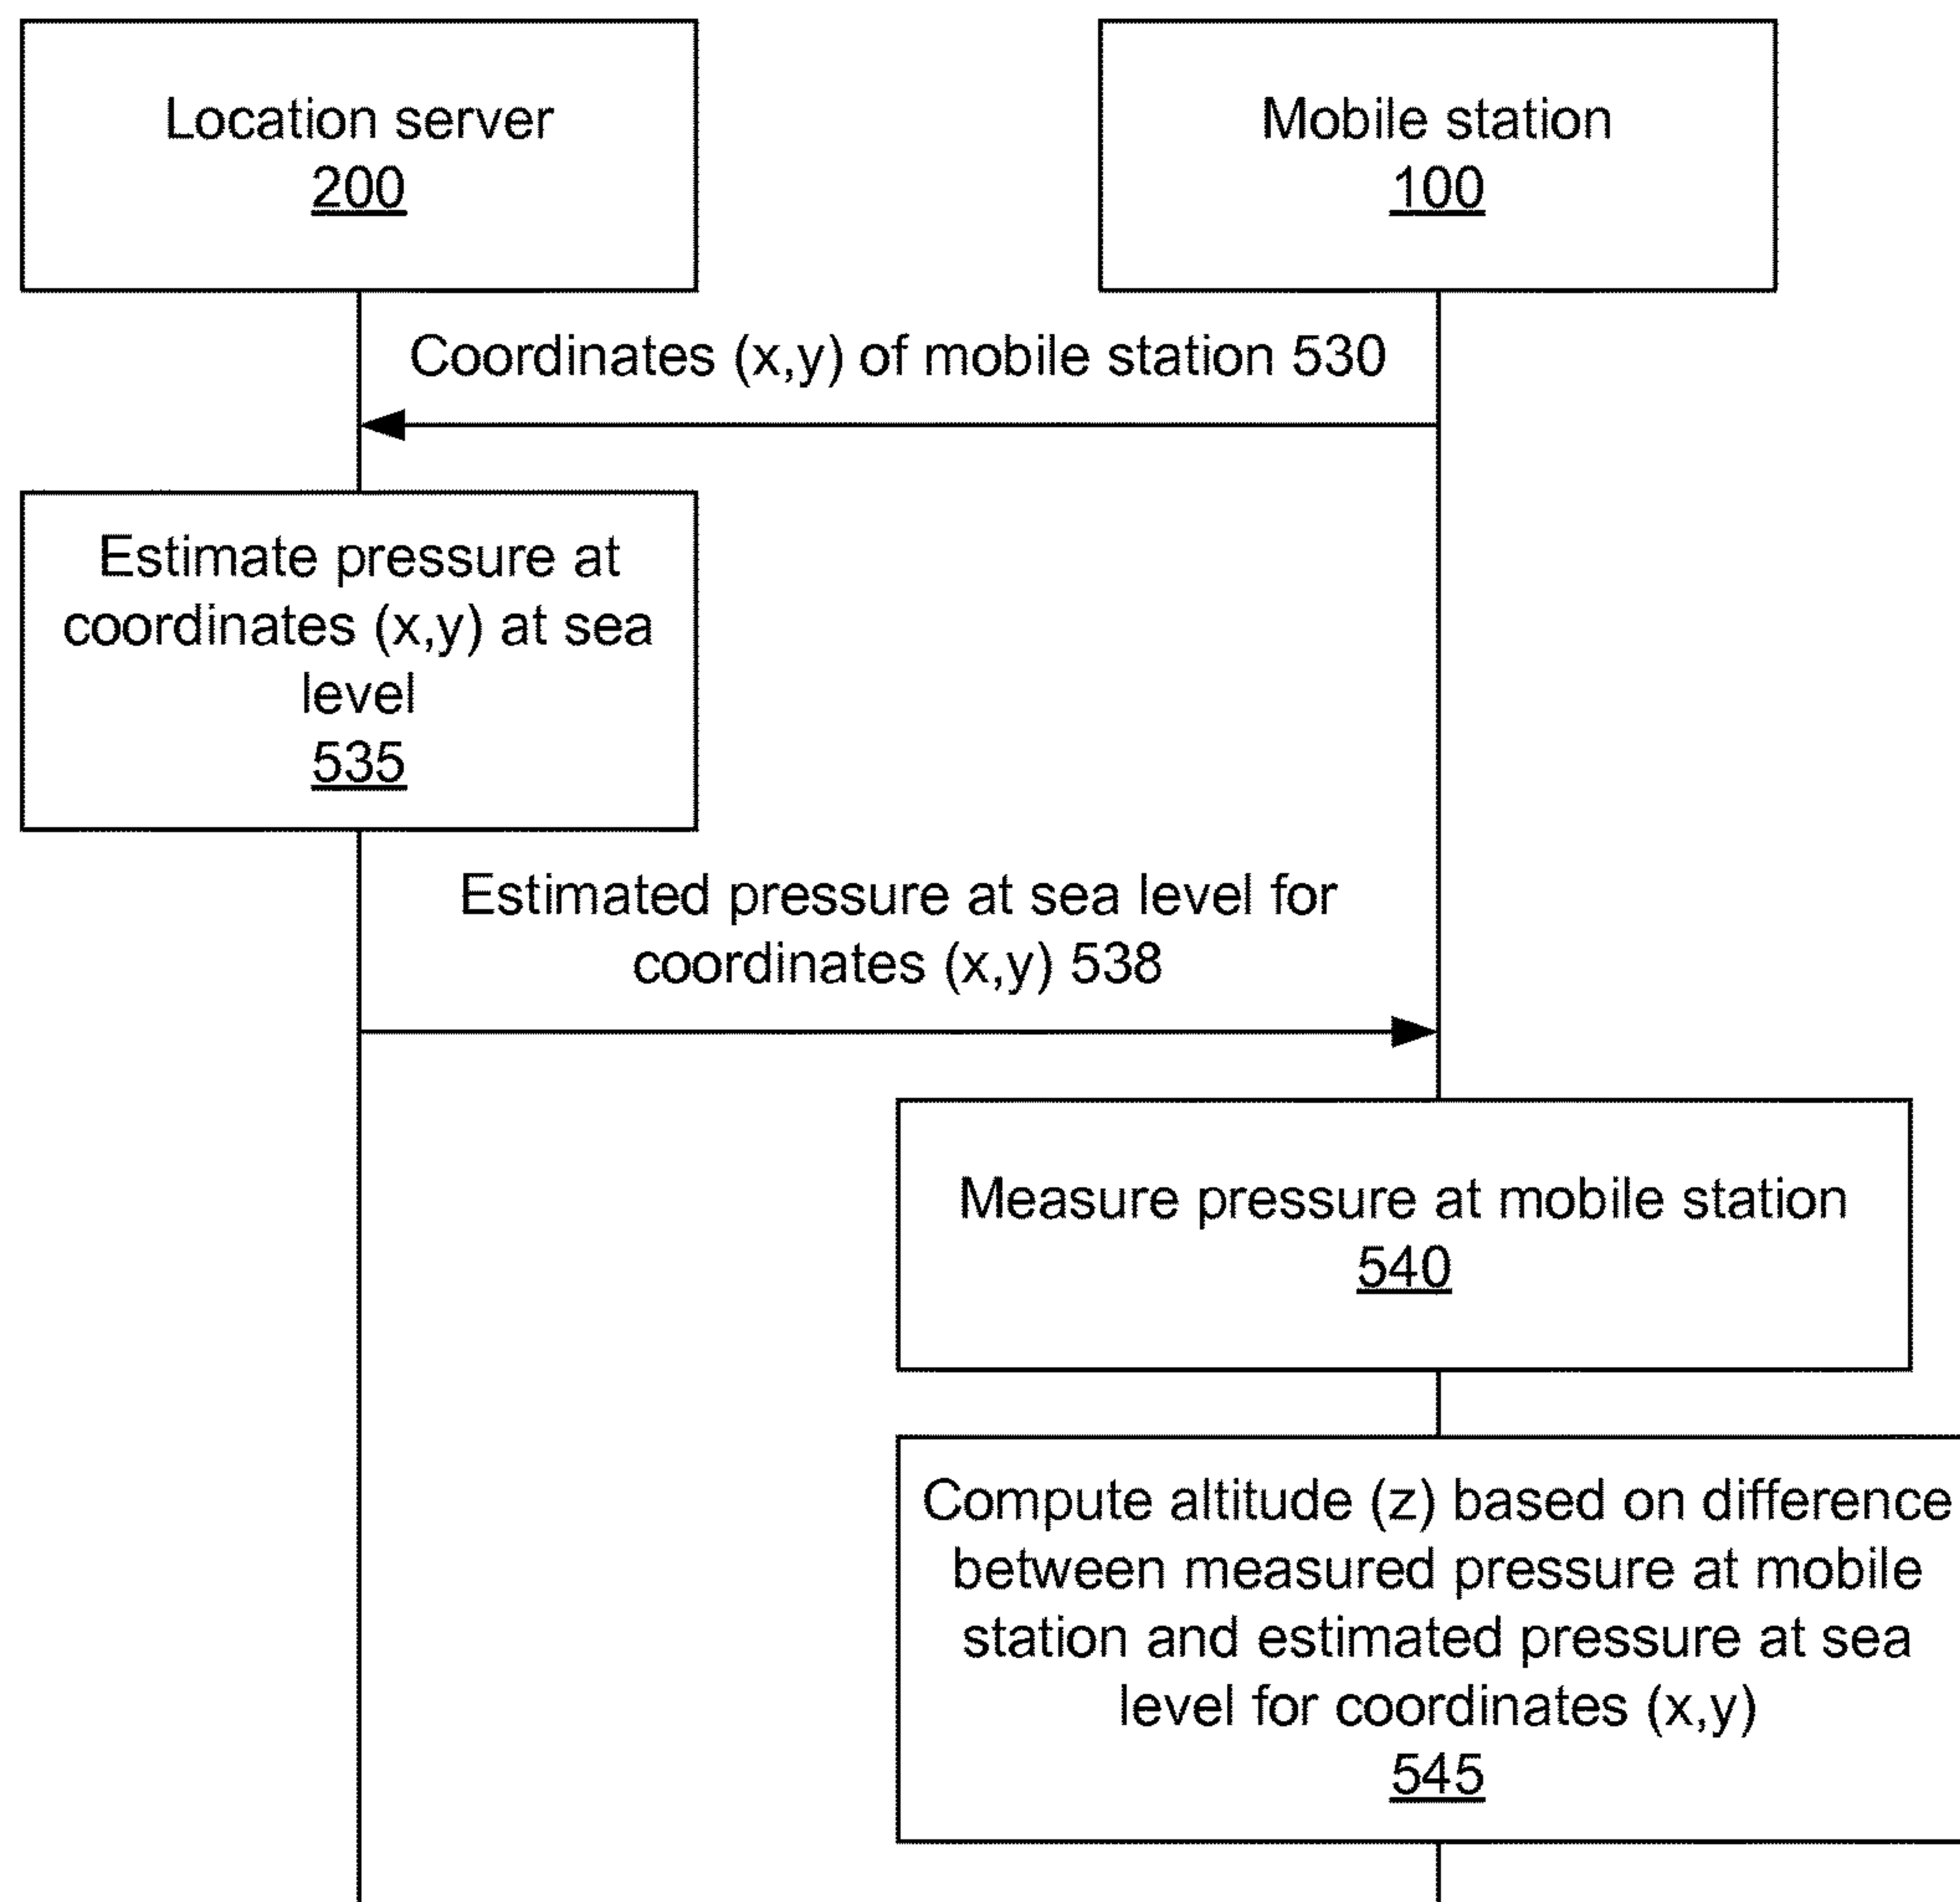 Location server
200
Mobile station
100
Coordinates (x,y) of mobile station 530
Estimate pressure at
coordinates (x,y) at sea
level
535
Estimated pressure at sea level for
coordinates (x,y) 538
Measure pressure at mobile station
540
Compute altitude (z) based on difference
between measured pressure at mobile
station and estimated pressure at sea
level for coordinates (x,y)
545